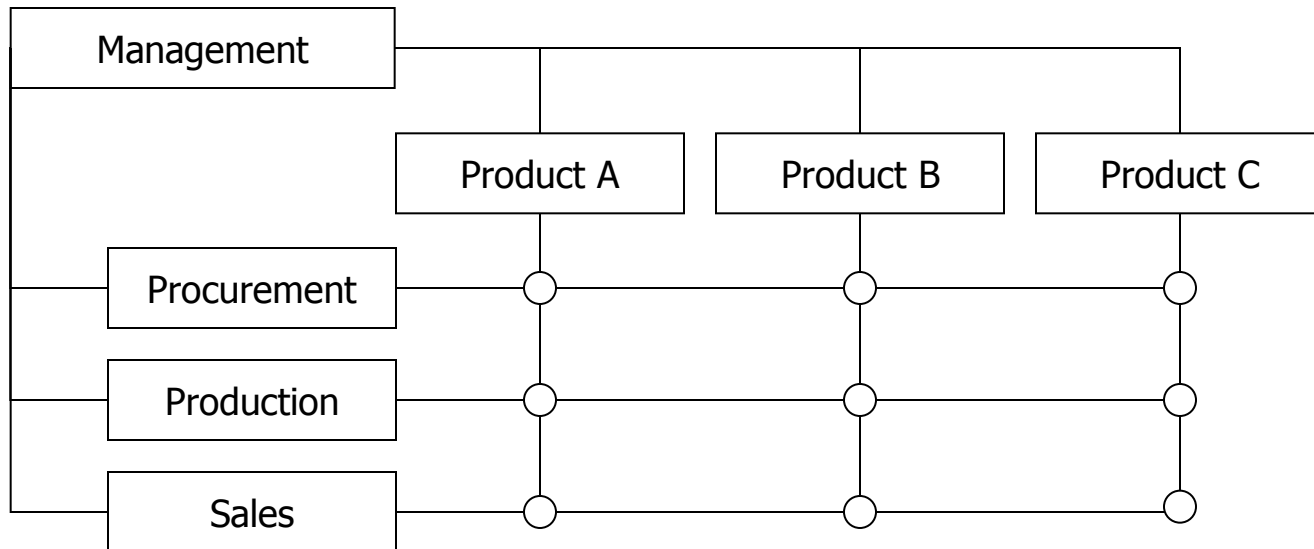 Management
Product A
Product B
Product C
Procurement
Production
Sales